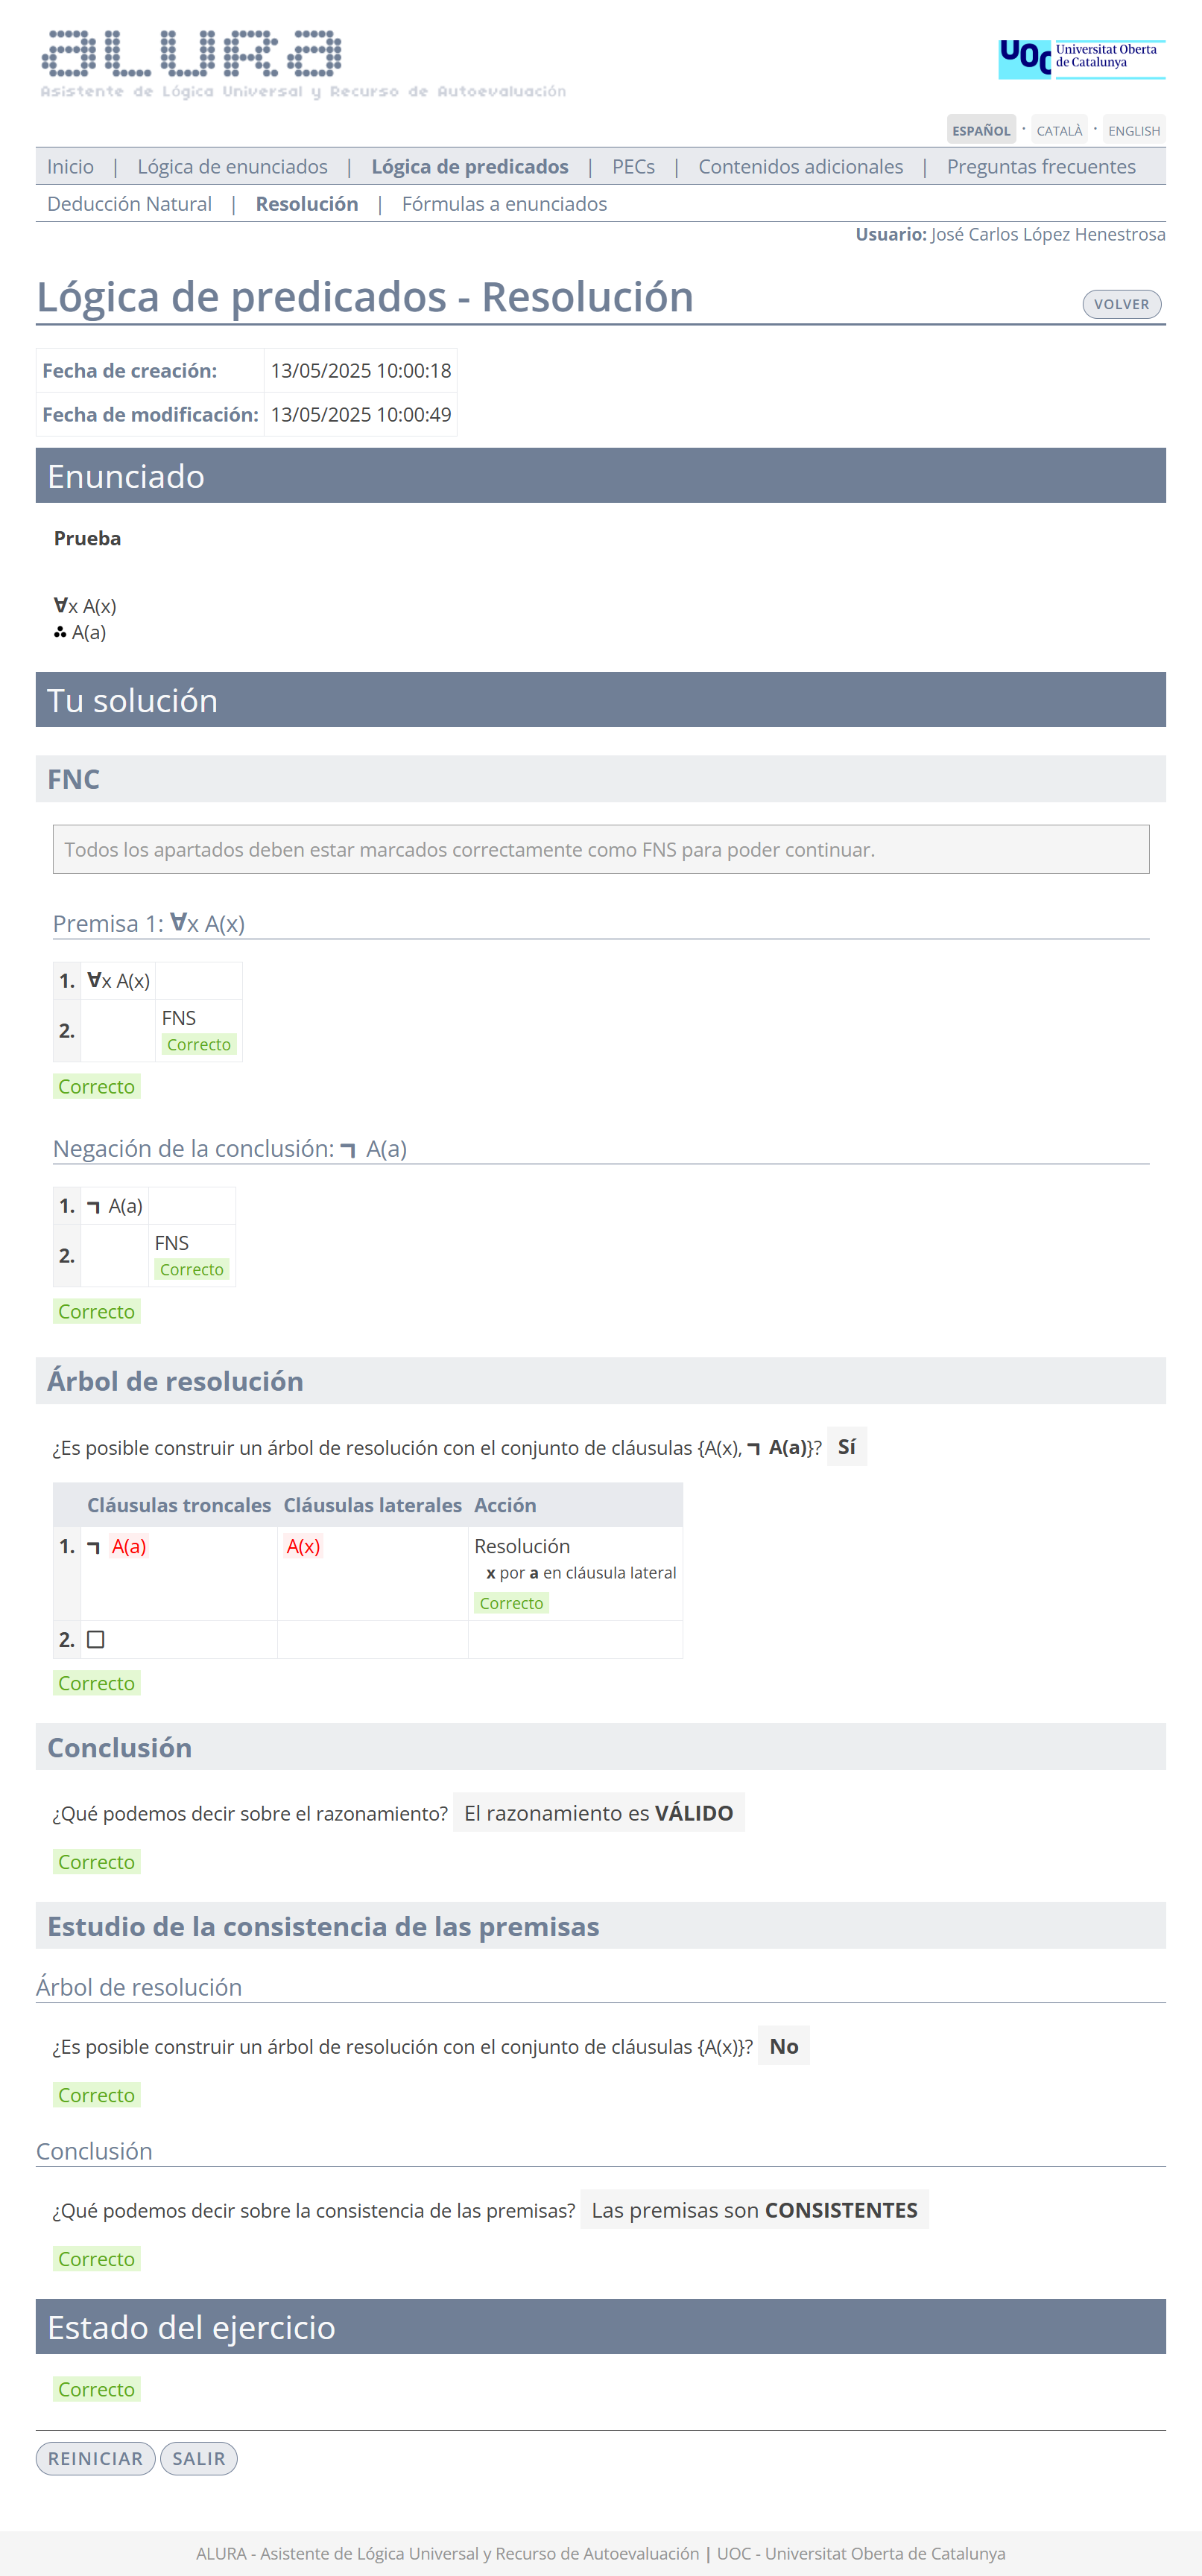 aLURa
Asistente de Lógica Universal y Recurso de Autoevaluación
UOC Universitat Oberta
de Catalunya
ESPAÑOL · CATALÀ · ENGLISH
Inicio | Lógica de enunciados | Lógica de predicados | PECs | Contenidos adicionales | Preguntas frecuentes
Deducción Natural | Resolución | Fórmulas a enunciados
Usuario: José Carlos López Henestrosa
Lógica de predicados - Resolución VOLVER
Fecha de creación: 13/05/2025 10:00:18
Fecha de modificación: 13/05/2025 10:00:49
Enunciado
Prueba
∀x A(x)
∴ A(a)
Tu solución
FNC
Todos los apartados deben estar marcados correctamente como FNS para poder continuar.
Premisa 1: ∀x A(x)
1. ∀x A(x)
2. FNS
Correcto
Correcto
Negación de la conclusión: ¬ A(a)
1. ¬ A(a)
2. FNS
Correcto
Correcto
Árbol de resolución
¿Es posible construir un árbol de resolución con el conjunto de cláusulas {A(x), ¬ A(a)}? Sí
Cláusulas troncales Cláusulas laterales Acción
1. ¬ A(a) A(x) Resolución
x por a en cláusula lateral
Correcto
2. □
Correcto
Conclusión
¿Qué podemos decir sobre el razonamiento? El razonamiento es VÁLIDO
Correcto
Estudio de la consistencia de las premisas
Árbol de resolución
¿Es posible construir un árbol de resolución con el conjunto de cláusulas {A(x)}? No
Correcto
Conclusión
¿Qué podemos decir sobre la consistencia de las premisas? Las premisas son CONSISTENTES
Correcto
Estado del ejercicio
Correcto
REINICIAR SALIR
ALURA - Asistente de Lógica Universal y Recurso de Autoevaluación | UOC - Universitat Oberta de Catalunya